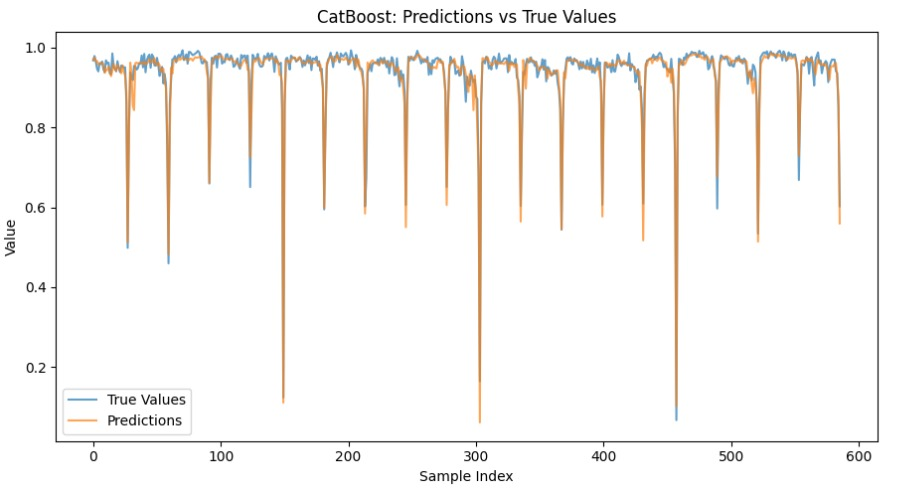 CatBoost: Predictions vs True Values
1.0
0.8
0.6
0.4
0.2
Value
True Values
Predictions
0 100 200 300 400 500 600
Sample Index